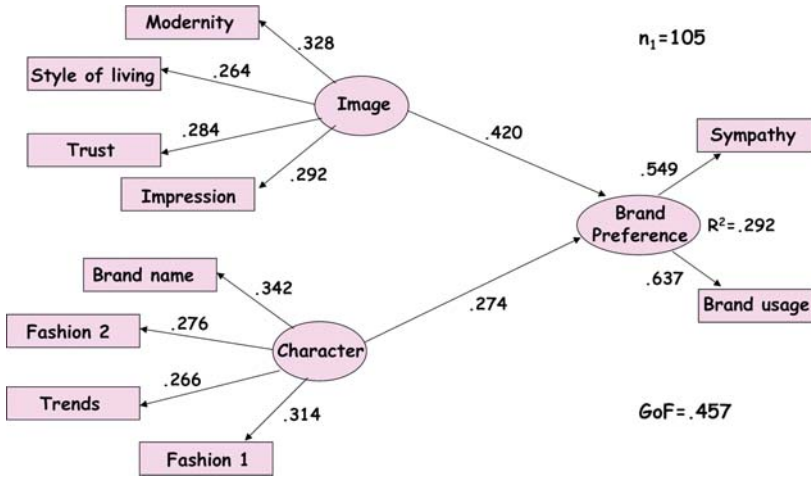 Modernity
.328
n₁=105
Style of living
.264
Image
.284
.420
Sympathy
Trust
.292
.549
Impression
Brand
Preference
R²=.292
Brand name
.342
.637
.274
Brand usage
Fashion 2
.276
Character
.266
Trends
.314
GoF=.457
Fashion 1